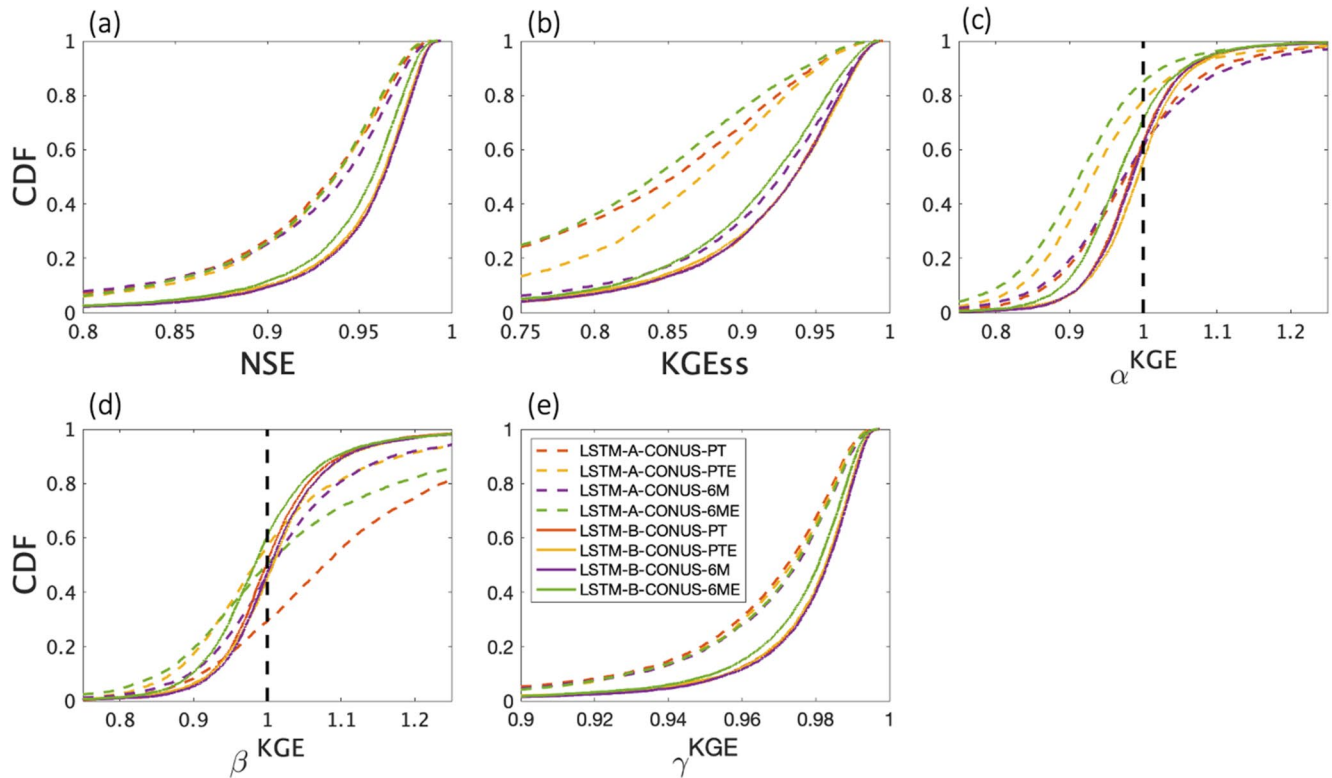 (a)
CDF
1
0.8
0.6
0.4
0.2
0
0.8 0.85 0.9 0.95 1
NSE
(b)
1
0.8
0.6
0.4
0.2
0
0.75 0.8 0.85 0.9 0.95 1
KGEss
(c)
1
0.8
0.6
0.4
0.2
0
0.8 0.9 1 1.1 1.2
α KGE
(d)
CDF
1
0.8
0.6
0.4
0.2
0
0.8 0.9 1 1.1 1.2
β KGE
(e)
1
0.8
0.6
0.4
0.2
0
LSTM-A-CONUS-PT
LSTM-A-CONUS-PTE
LSTM-A-CONUS-6M
LSTM-A-CONUS-6ME
LSTM-B-CONUS-PT
LSTM-B-CONUS-PTE
LSTM-B-CONUS-6M
LSTM-B-CONUS-6ME
0.9 0.92 0.94 0.96 0.98 1
γ KGE